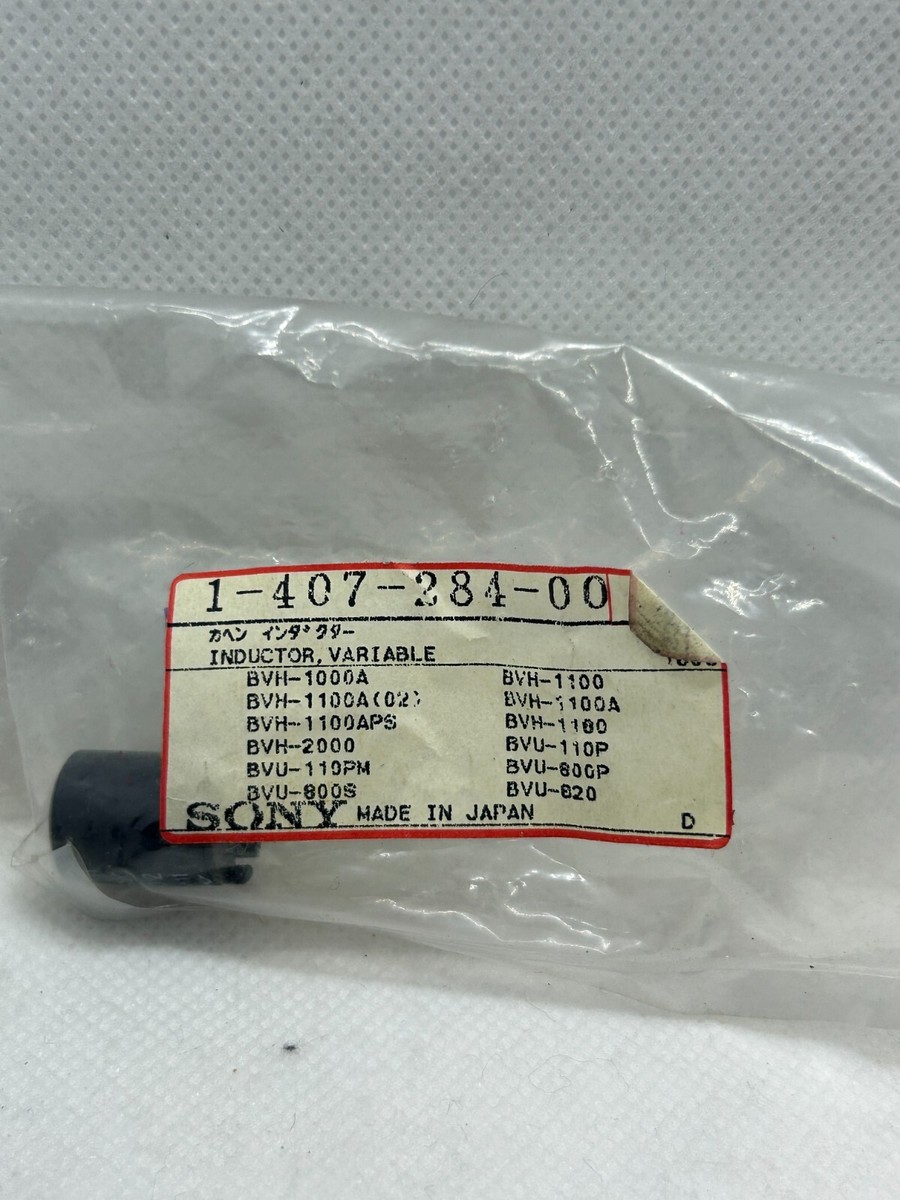 1-407-284-00
カヘン インダクター
INDUCTOR, VARIABLE
BVH-1000A BVH-1100
BVH-1100A(02) BVH-1100A
BVH-1100APS BVH-1180
BVH-2000 BVU-110P
BVU-110PM BVU-800P
BVU-800S BVU-820
SONY MADE IN JAPAN D